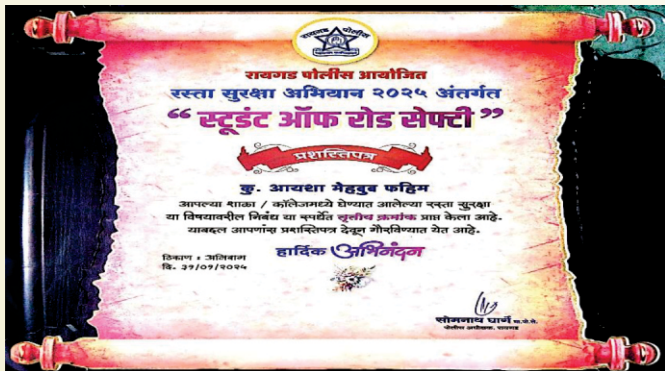 रायगड पोलीस
रायगड पोलीस आयोजित
रस्ता सुरक्षा अभियान २०२५ अंतर्गत
“ स्टूडंट ऑफ रोड सेफ्टी ”
प्रशस्तिपत्र
कु. आयशा मेहबुब फहिम
आपल्या शाळा / कॉलेजमध्ये घेण्यात आलेल्या रस्ता सुरक्षा
या विषयावरील निबंध या स्पर्धेत तृतीय क्रमांक प्राप्त केला आहे.
याबद्दल आपणांस प्रशस्तिपत्र देवून गौरविण्यात येत आहे.
हार्दिक अभिनंदन
ठिकाण : अलिबाग
दि. ३१/०१/२०२५
सोमनाथ घार्गे भा.पो.से.
पोलीस अधीक्षक, रायगड